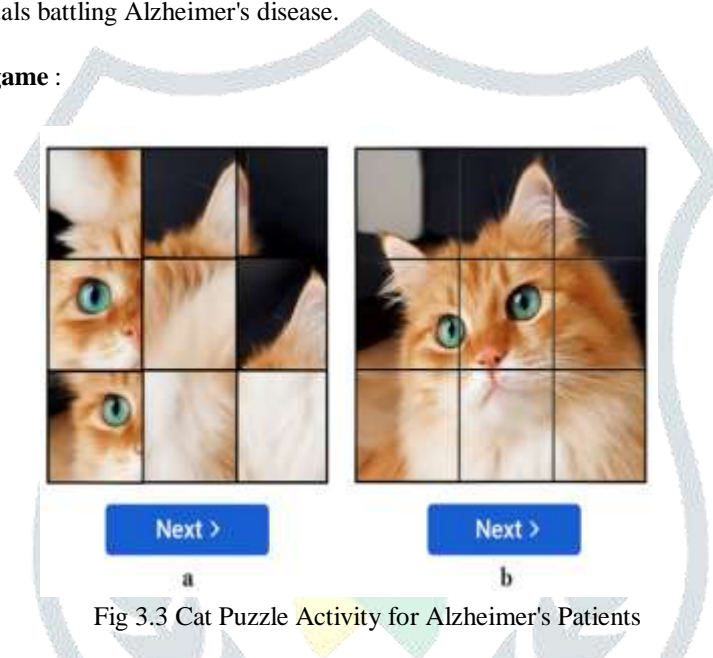 als battling Alzheimer's disease.
game :
Next >
Next >
a
b
Fig 3.3 Cat Puzzle Activity for Alzheimer's Patients